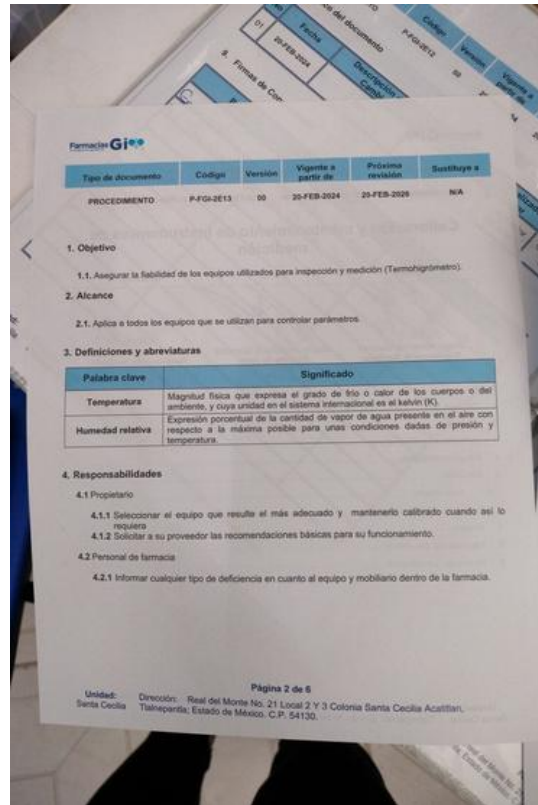 os del documento
Código
Versión
Vigente a
partir de
P-FGI-2E12
00
01
Fecha
20-FEB-2024
Descripción
Cambi
9. Firmas de Con
Farmacias Gi
Tipo de documento Código Versión Vigente a partir de Próxima revisión Sustituye a
PROCEDIMIENTO P-FGI-2E13 00 20-FEB-2024 20-FEB-2026 N/A
1. Objetivo
1.1. Asegurar la fiabilidad de los equipos utilizados para inspección y medición (Termohigrómetro).
2. Alcance
2.1. Aplica a todos los equipos que se utilizan para controlar parámetros.
3. Definiciones y abreviaturas
Palabra clave Significado
Temperatura Magnitud física que expresa el grado de frío o calor de los cuerpos o del
ambiente, y cuya unidad en el sistema internacional es el kelvin (K).
Humedad relativa Expresión porcentual de la cantidad de vapor de agua presente en el aire con
respecto a la máxima posible para unas condiciones dadas de presión y
temperatura.
4. Responsabilidades
4.1 Propietario
4.1.1 Seleccionar el equipo que resulte el más adecuado y mantenerlo calibrado cuando así lo
requiera
4.1.2 Solicitar a su proveedor las recomendaciones básicas para su funcionamiento.
4.2 Personal de farmacia
4.2.1 Informar cualquier tipo de deficiencia en cuanto al equipo y mobiliario dentro de la farmacia.
Página 2 de 6
Unidad: Dirección: Real del Monte No. 21 Local 2 Y 3 Colonia Santa Cecilia Acatitlan,
Santa Cecilia Tlalnepantla; Estado de México. C.P. 54130.